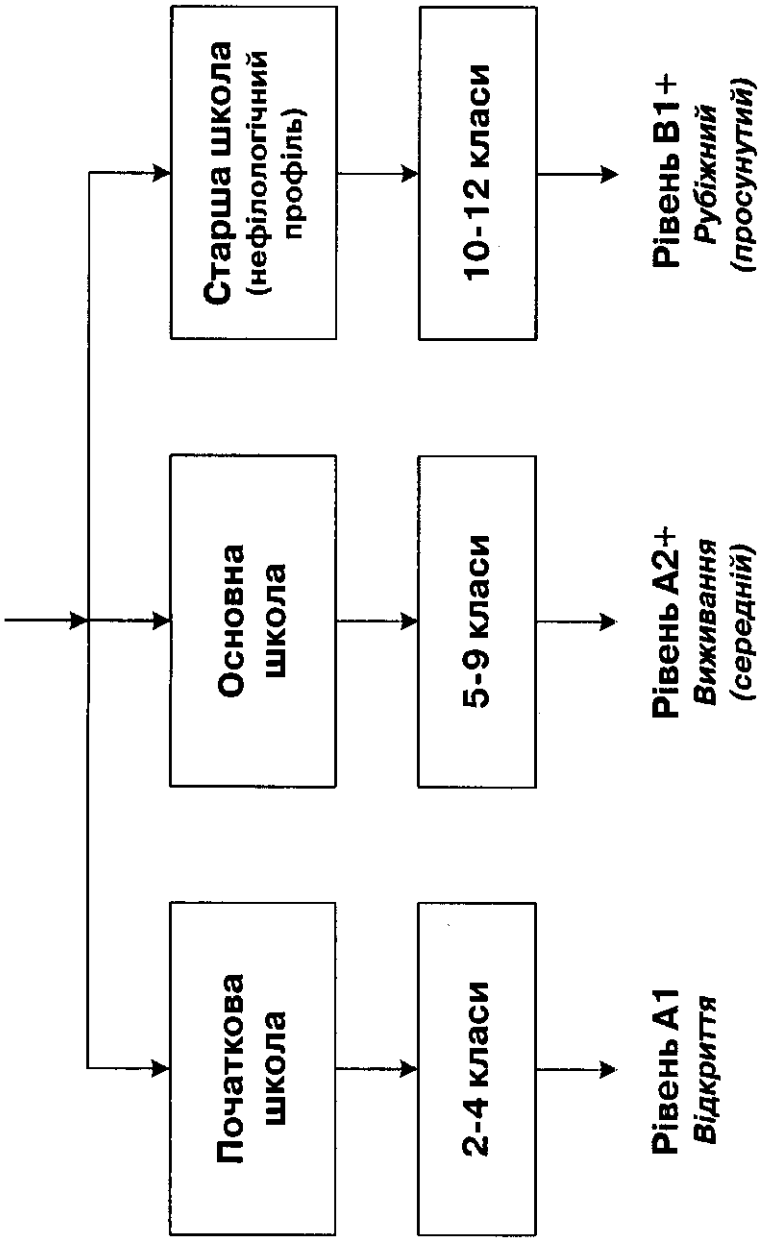 Початкова
школа
2-4 класи
Рівень А1
Відкриття
Основна
школа
5-9 класи
Рівень А2+
Виживання
(середній)
Старша школа
(нефілологічний
профіль)
10-12 класи
Рівень В1+
Рубіжний
(просунутий)